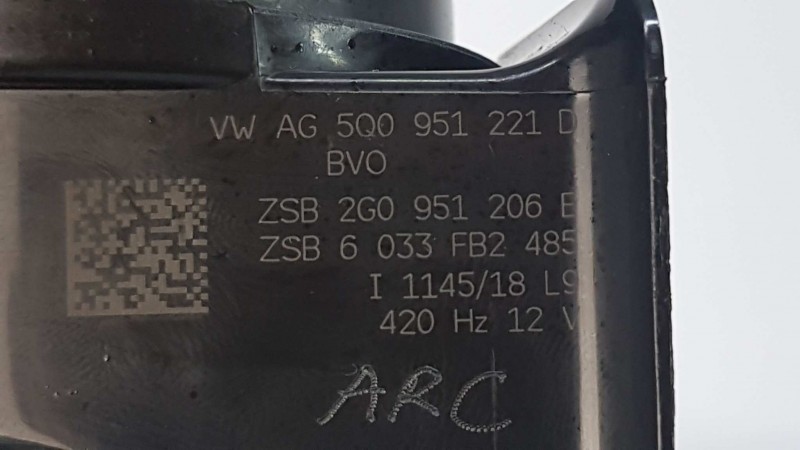 VW AG 5Q0 951 221 D
BVO
ZSB 2G0 951 206 E
ZSB 6 033 FB2 485
I 1145/18 L9
420 Hz 12 V
ARC